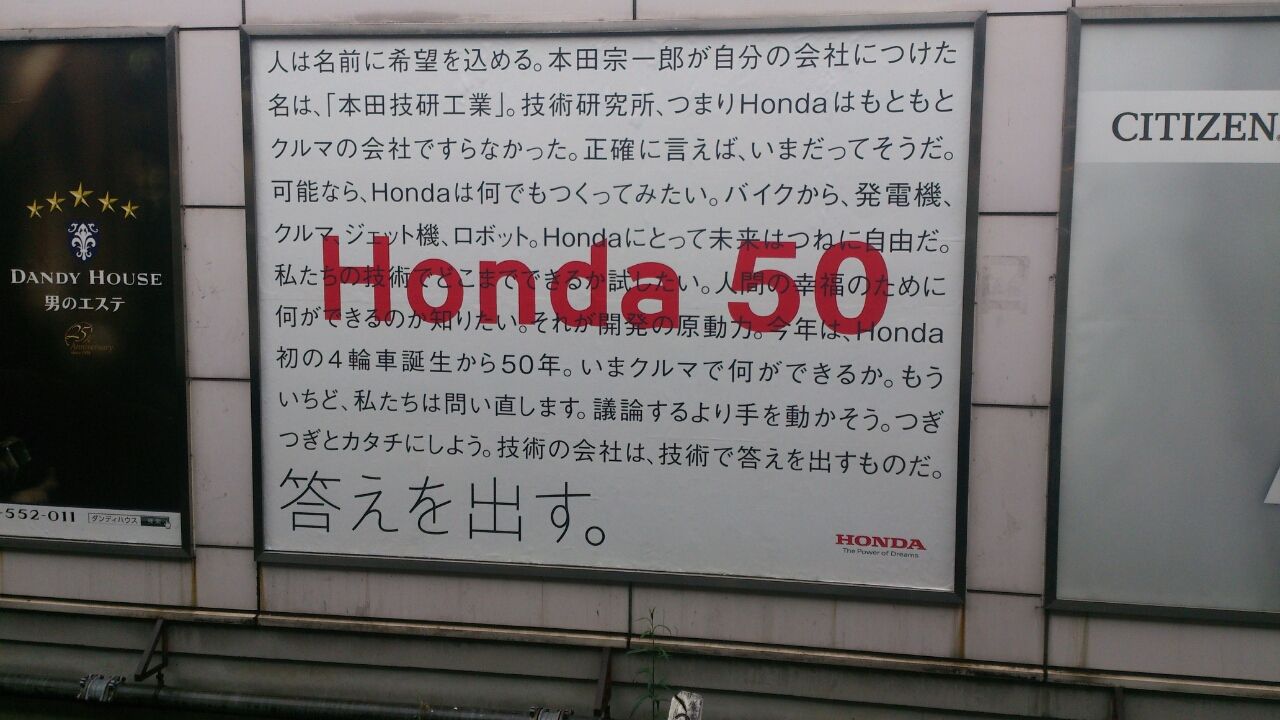 人は名前に希望を込める。本田宗一郎が自分の会社につけた
名は、「本田技研工業」。技術研究所、つまりHondaはもともと
クルマの会社ですらなかった。正確に言えば、いまだってそうだ。
可能なら、Hondaは何でもつくってみたい。バイクから、発電機、
クルマ、ジェット機、ロボット。Hondaにとって未来はつねに自由だ。
私たちの技術でどこまでできるか試したい。人間の幸福のために
何ができるのか知りたい。それが開発の原動力。今年は、Honda
初の4輪車誕生から50年。いまクルマで何ができるか。もう
いちど、私たちは問い直します。議論するより手を動かそう。つぎ
つぎとカタチにしよう。技術の会社は、技術で答えを出すものだ。
Honda 50
答えを出す。
HONDA
The Power of Dreams
DANDY HOUSE
男のエステ
25th
Anniversary
-552-011
ダンディハウス
検索
CITIZEN